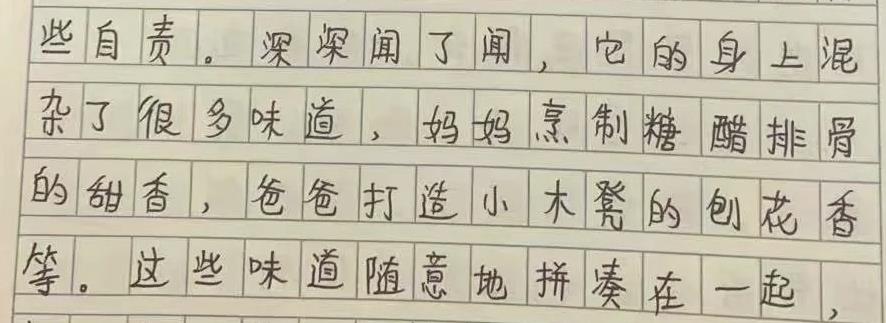 些自责。深深闻了闻，它的身上混
杂了很多味道，妈妈烹制糖醋排骨
的甜香，爸爸打造小木凳的刨花香
等。这些味道随意地拼凑在一起，